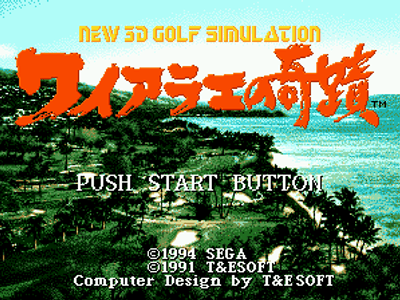 NEW 3D GOLF SIMULATION
ワイアラエの奇蹟™
PUSH START BUTTON
©1994 SEGA
©1991 T&ESOFT
Computer Design by T&ESOFT